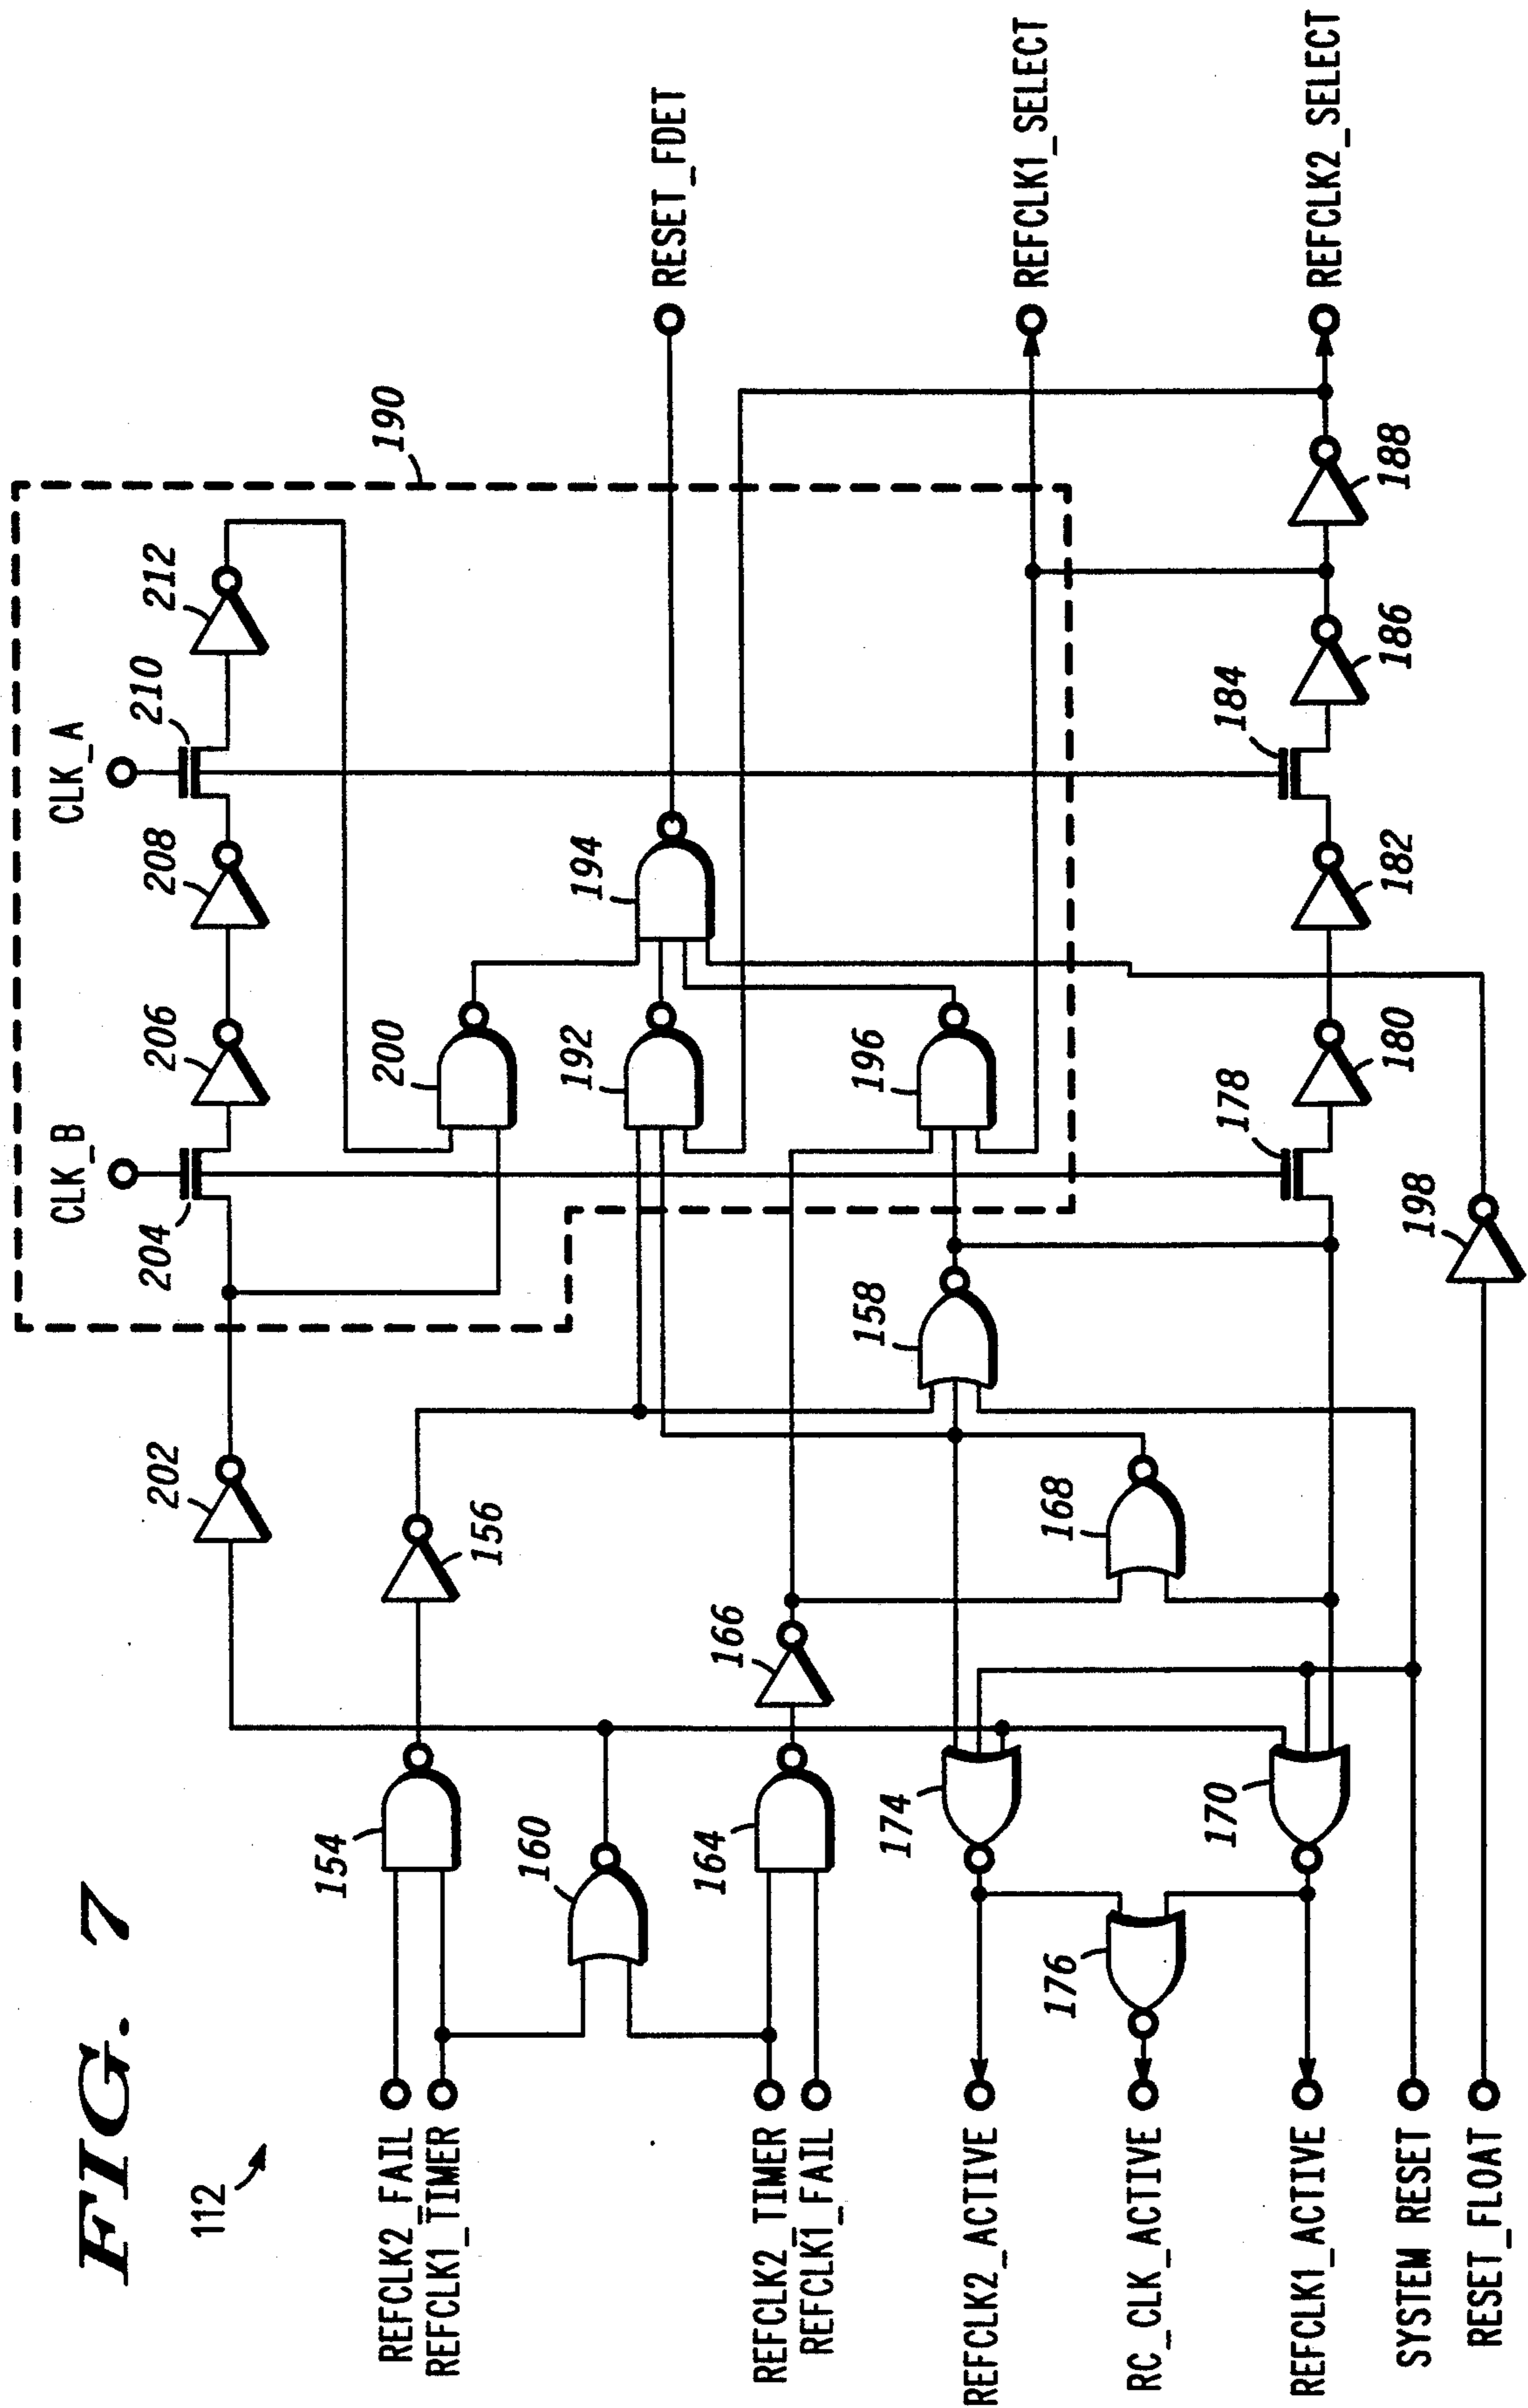 FIG. 7
112
CLK_B
CLK_A
190
204
206
208
210
212
202
200
156
154
192
194
RESET_FDET
160
166
164
158
196
168
174
176
170
178
180
182
184
186
188
198
REFCLK2_FAIL
REFCLK1_TIMER
REFCLK2_TIMER
REFCLK1_FAIL
REFCLK2_ACTIVE
RC_CLK_ACTIVE
REFCLK1_ACTIVE
SYSTEM RESET
RESET_FLOAT
REFCLK1_SELECT
REFCLK2_SELECT